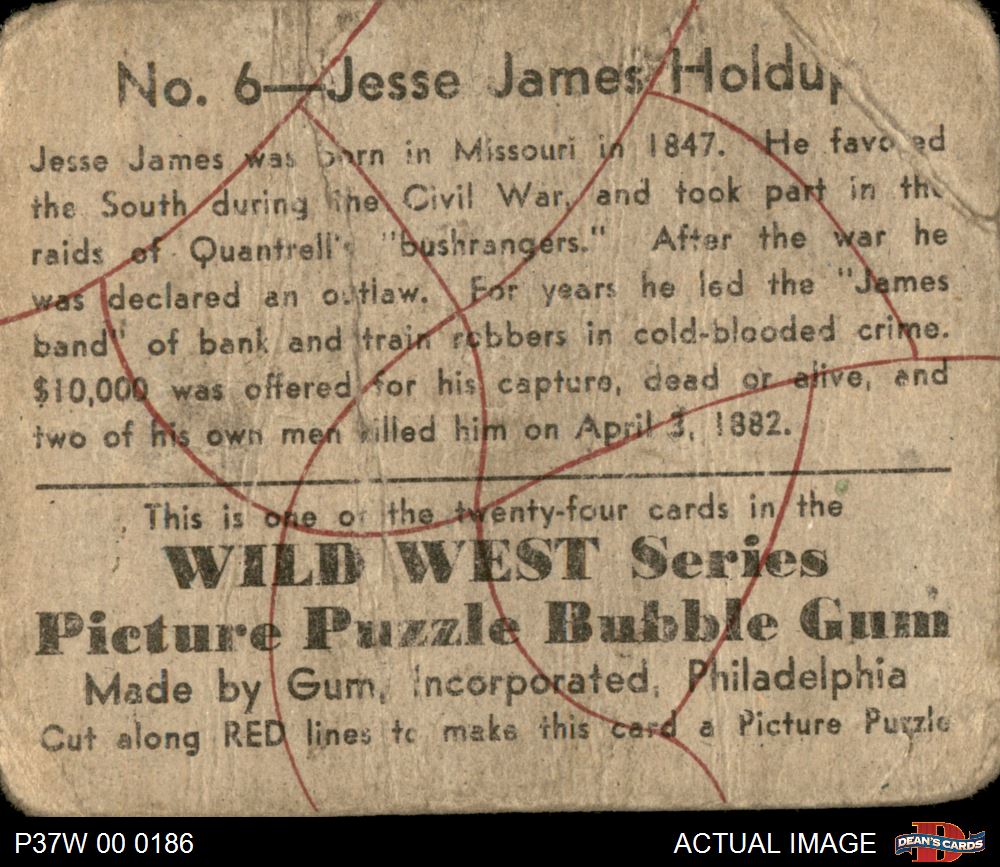 No. 6—Jesse James Holdup
Jesse James was born in Missouri in 1847. He favored
the South during the Civil War, and took part in the
raids of Quantrell's "bushrangers." After the war he
was declared an outlaw. For years he led the "James
band" of bank and train robbers in cold-blooded crime.
$10,000 was offered for his capture, dead or alive, and
two of his own men killed him on April 3, 1882.
This is one of the twenty-four cards in the
WILD WEST Series
Picture Puzzle Bubble Gum
Made by Gum, Incorporated, Philadelphia
Cut along RED lines to make this card a Picture Puzzle
P37W 00 0186 ACTUAL IMAGE DEAN'S CARDS